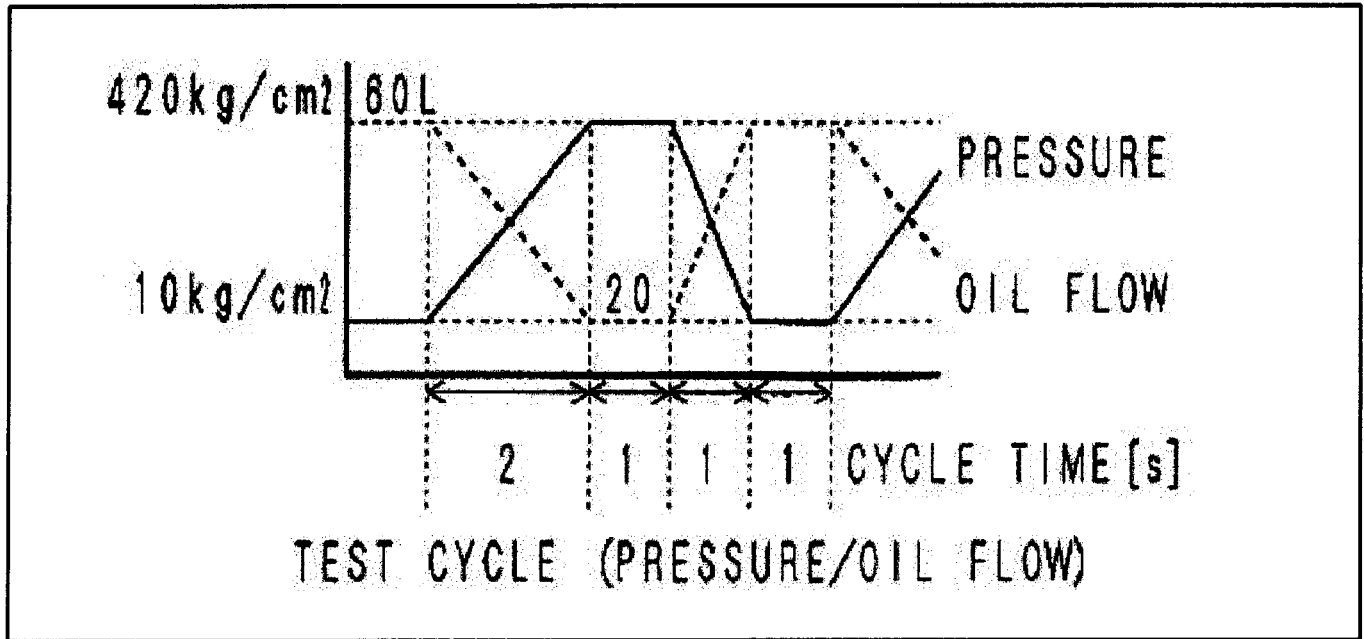 420kg/cm2 60L
PRESSURE
10kg/cm2 20 OIL FLOW
2 1 1 1 CYCLE TIME [s]
TEST CYCLE (PRESSURE/OIL FLOW)